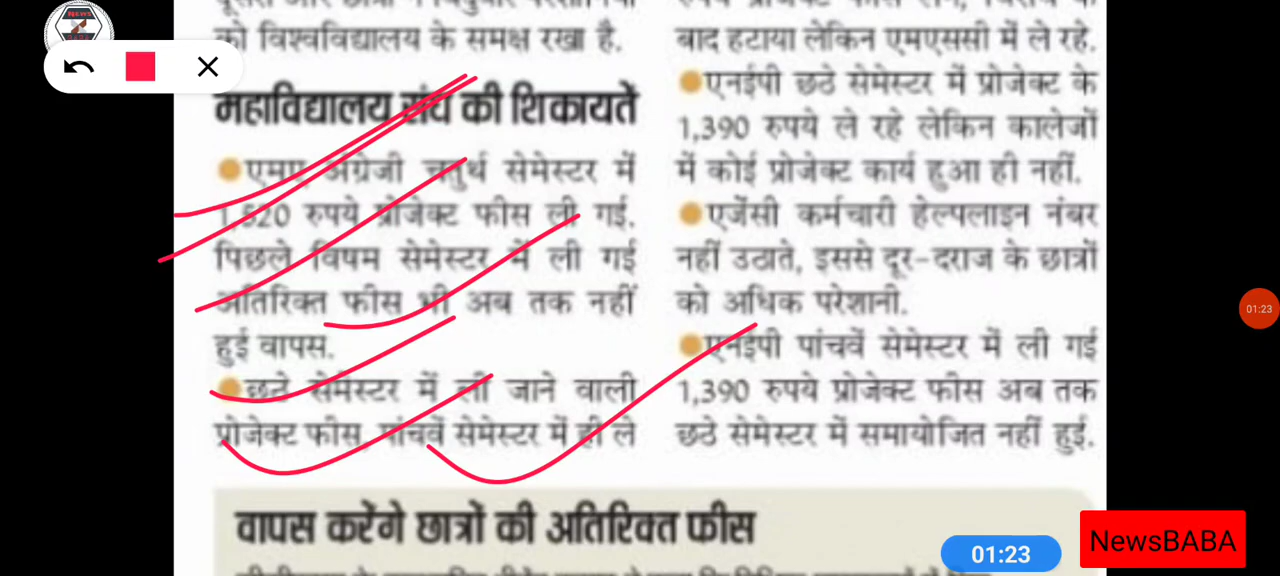 को विश्वविद्यालय के समक्ष रखा है.
महाविद्यालय संघ की शिकायतें
एमए अंग्रेजी चतुर्थ सेमेस्टर में
1,520 रुपये प्रोजेक्ट फीस ली गई.
पिछले विषम सेमेस्टर में ली गई
अतिरिक्त फीस भी अब तक नहीं
हुई वापस.
छठे सेमेस्टर में ली जाने वाली
प्रोजेक्ट फीस, पांचवें सेमेस्टर में ही ले
बाद हटाया लेकिन एमएससी में ले रहे.
एनईपी छठे सेमेस्टर में प्रोजेक्ट के
1,390 रुपये ले रहे लेकिन कालेजों
में कोई प्रोजेक्ट कार्य हुआ ही नहीं.
एजेंसी कर्मचारी हेल्पलाइन नंबर
नहीं उठाते, इससे दूर-दराज के छात्रों
को अधिक परेशानी.
एनईपी पांचवें सेमेस्टर में ली गई
1,390 रुपये प्रोजेक्ट फीस अब तक
छठे सेमेस्टर में समायोजित नहीं हुई.
वापस करेंगे छात्रों की अतिरिक्त फीस
01:23
01:23
NewsBABA